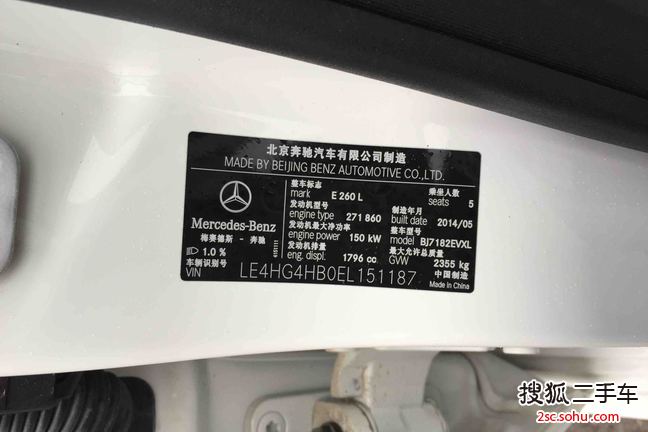 北京奔驰汽车有限公司制造
MADE BY BEIJING BENZ AUTOMOTIVE CO.,LTD.
整车标志 乘坐人数
mark E 260 L seats 5
发动机型号 制造年月
engine type 271 860 built date 2014/05
发动机最大净功率 整车型号
engine power 150 kW model BJ7182EVXL
发动机排量 最大允许总质量
eng. displ. 1796 cc GVW 2355 kg
Mercedes-Benz
梅赛德斯-奔驰
1.0 %
车辆识别号 中国制造
VIN LE4HG4HB0EL151187 Made in China
搜狐二手车
2sc.sohu.com